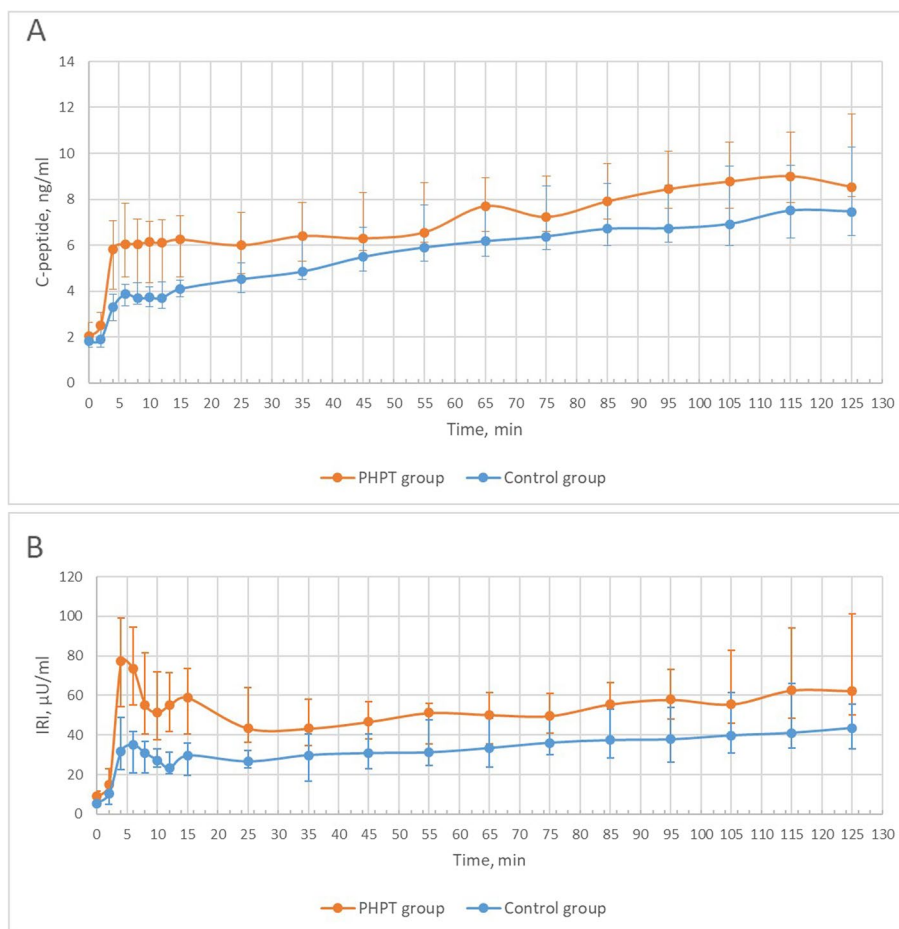 A
14
12
10
8
6
4
2
0
C-peptide, ng/ml
0 5 10 15 20 25 30 35 40 45 50 55 60 65 70 75 80 85 90 95 100 105 110 115 120 125 130
Time, min
PHPT group Control group
B
120
100
80
60
40
20
0
IRI, µU/ml
0 5 10 15 20 25 30 35 40 45 50 55 60 65 70 75 80 85 90 95 100 105 110 115 120 125 130
Time, min
PHPT group Control group